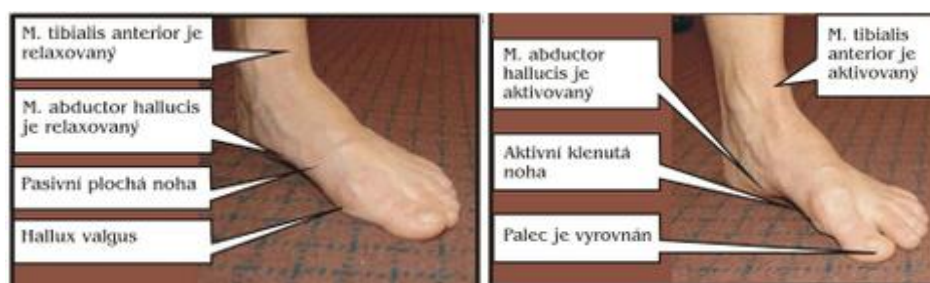 M. tibialis anterior je
relaxovaný
M. abductor hallucis
je relaxovaný
Pasivní plochá noha
Hallux valgus
M. abductor
hallucis je
aktivovaný
M. tibialis
anterior je
aktivovaný
Aktivní klenutá
noha
Palec je vyrovnán